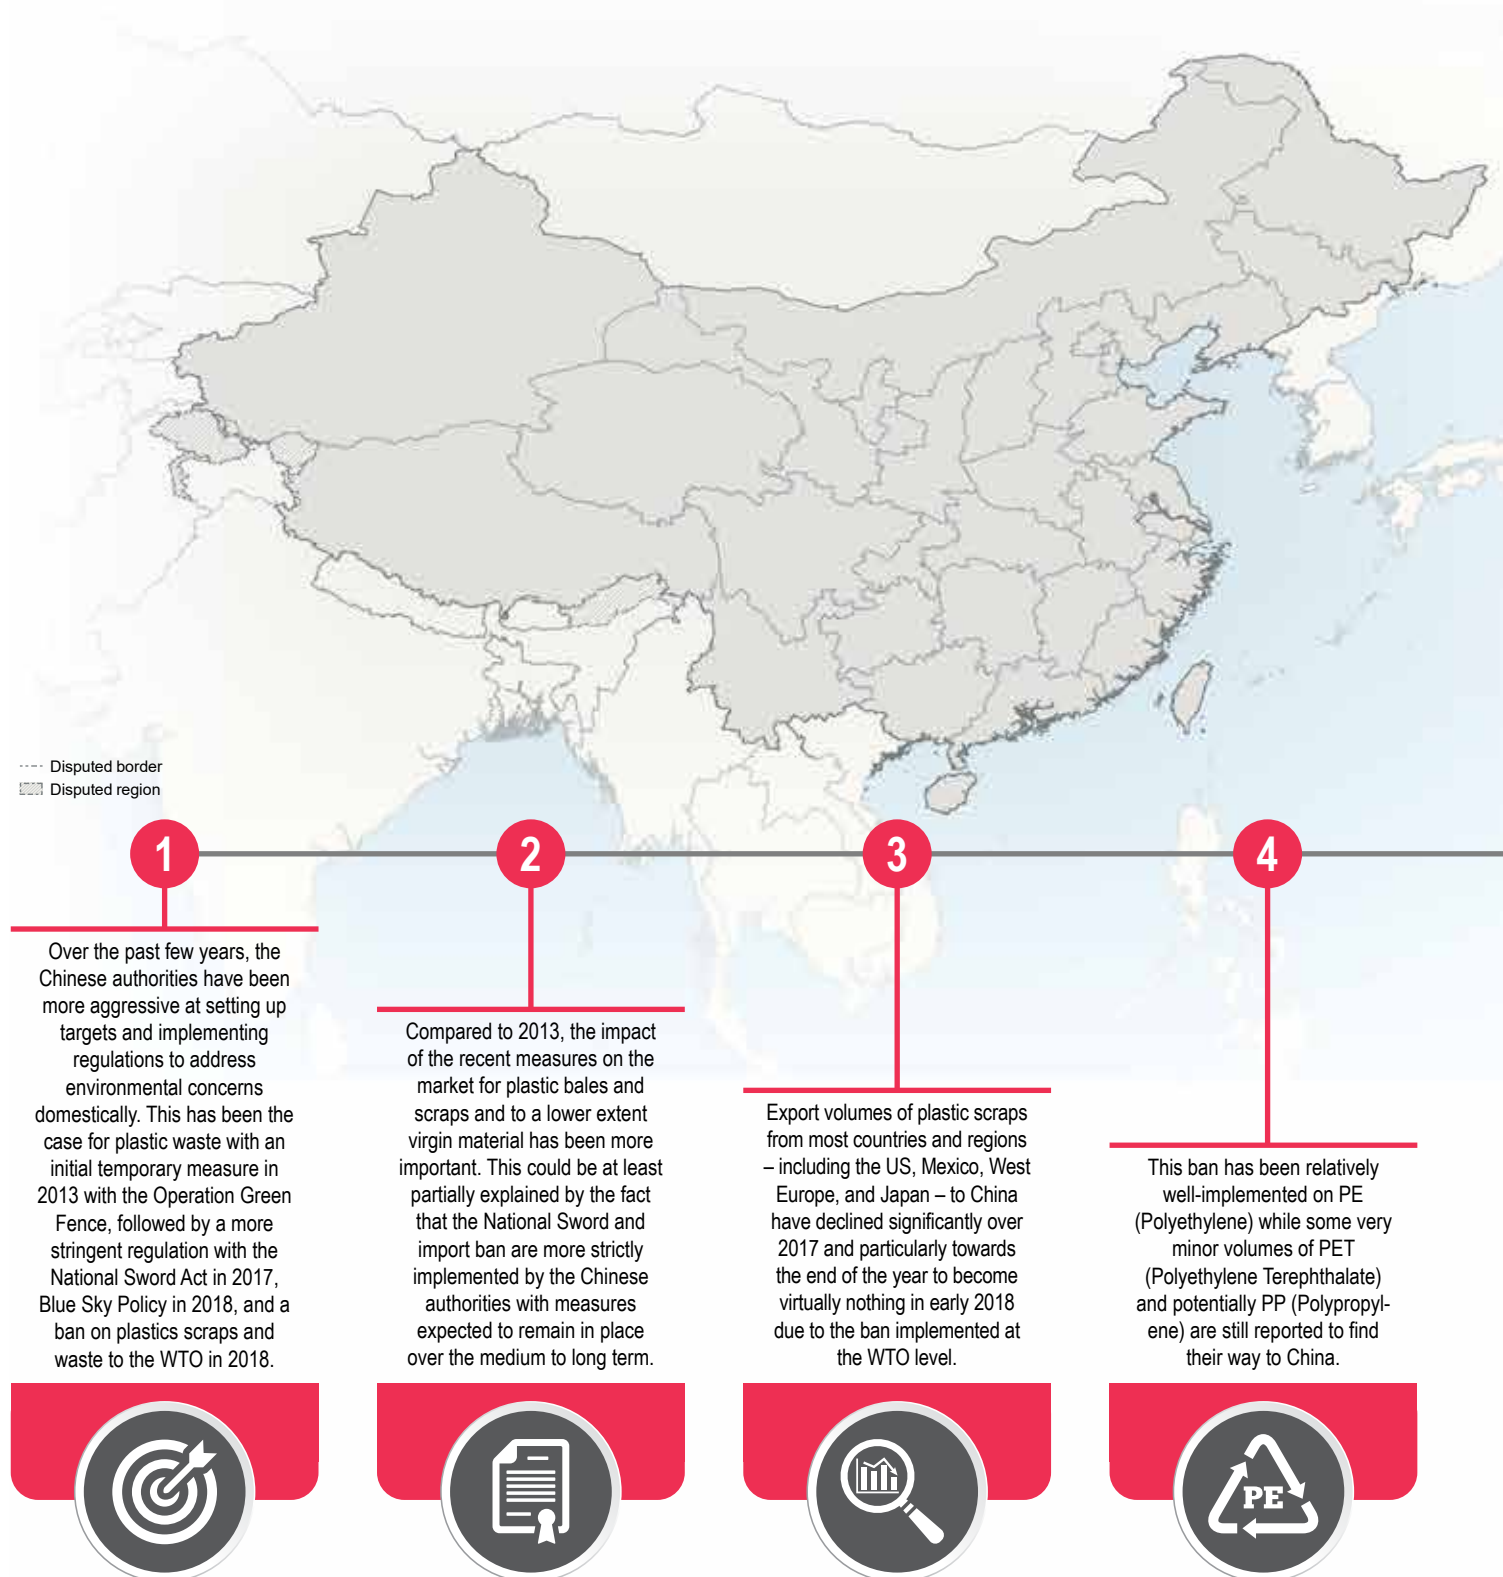 Disputed border
Disputed region
1
2
3
4
Over the past few years, the
Chinese authorities have been
more aggressive at setting up
targets and implementing
regulations to address
environmental concerns
domestically. This has been the
case for plastic waste with an
initial temporary measure in
2013 with the Operation Green
Fence, followed by a more
stringent regulation with the
National Sword Act in 2017,
Blue Sky Policy in 2018, and a
ban on plastics scraps and
waste to the WTO in 2018.
Compared to 2013, the impact
of the recent measures on the
market for plastic bales and
scraps and to a lower extent
virgin material has been more
important. This could be at least
partially explained by the fact
that the National Sword and
import ban are more strictly
implemented by the Chinese
authorities with measures
expected to remain in place
over the medium to long term.
Export volumes of plastic scraps
from most countries and regions
– including the US, Mexico, West
Europe, and Japan – to China
have declined significantly over
2017 and particularly towards
the end of the year to become
virtually nothing in early 2018
due to the ban implemented at
the WTO level.
This ban has been relatively
well-implemented on PE
(Polyethylene) while some very
minor volumes of PET
(Polyethylene Terephthalate)
and potentially PP (Polypropyl-
ene) are still reported to find
their way to China.
PE